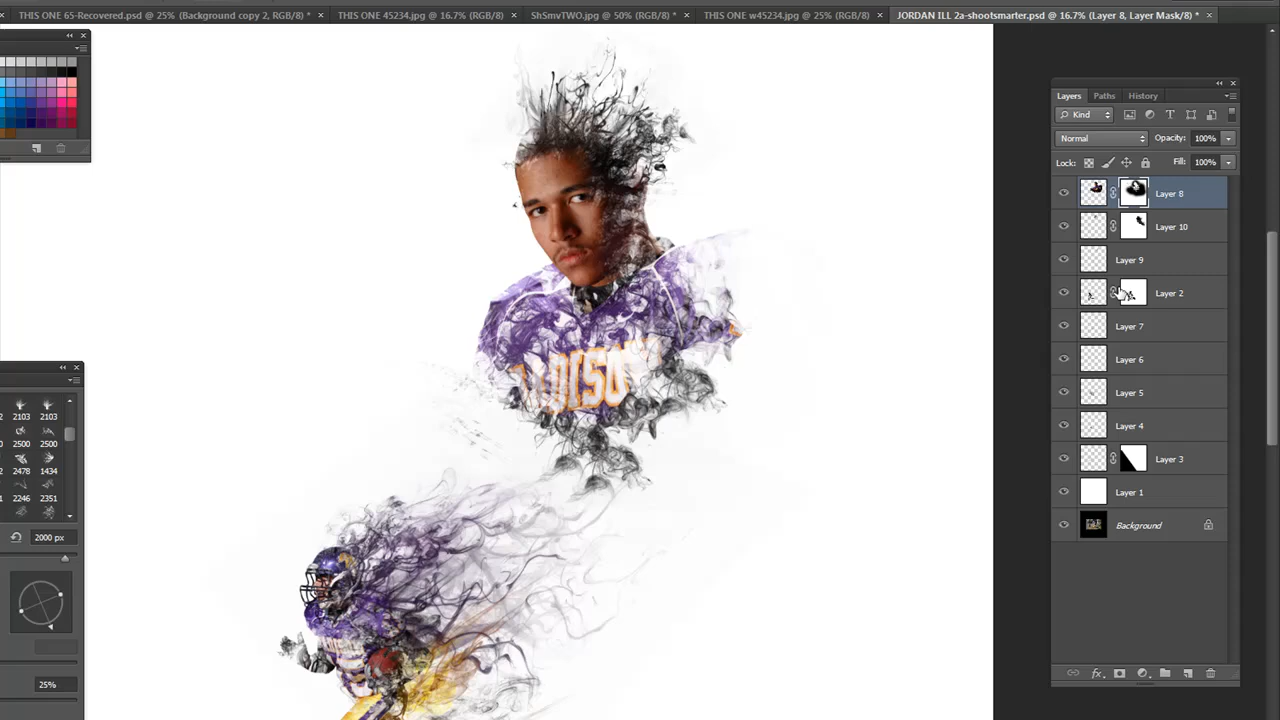 THIS ONE 65-Recovered.psd @ 25% (Background copy 2, RGB/8) * ×
THIS ONE 45234.jpg @ 16.7% (RGB/8) ×
ShSmvTWO.jpg @ 50% (RGB/8) * ×
THIS ONE w45234.jpg @ 25% (RGB/8) ×
JORDAN ILL 2a-shootsmarter.psd @ 16.7% (Layer 8, Layer Mask/8) * ×
Layers Paths History
Kind
Normal Opacity: 100%
Lock: Fill: 100%
Layer 8
Layer 10
Layer 9
Layer 2
Layer 7
Layer 6
Layer 5
Layer 4
Layer 3
Layer 1
Background
fx
2103 2103
2500 2500
2478 1434
2246 2351
2000 px
25%